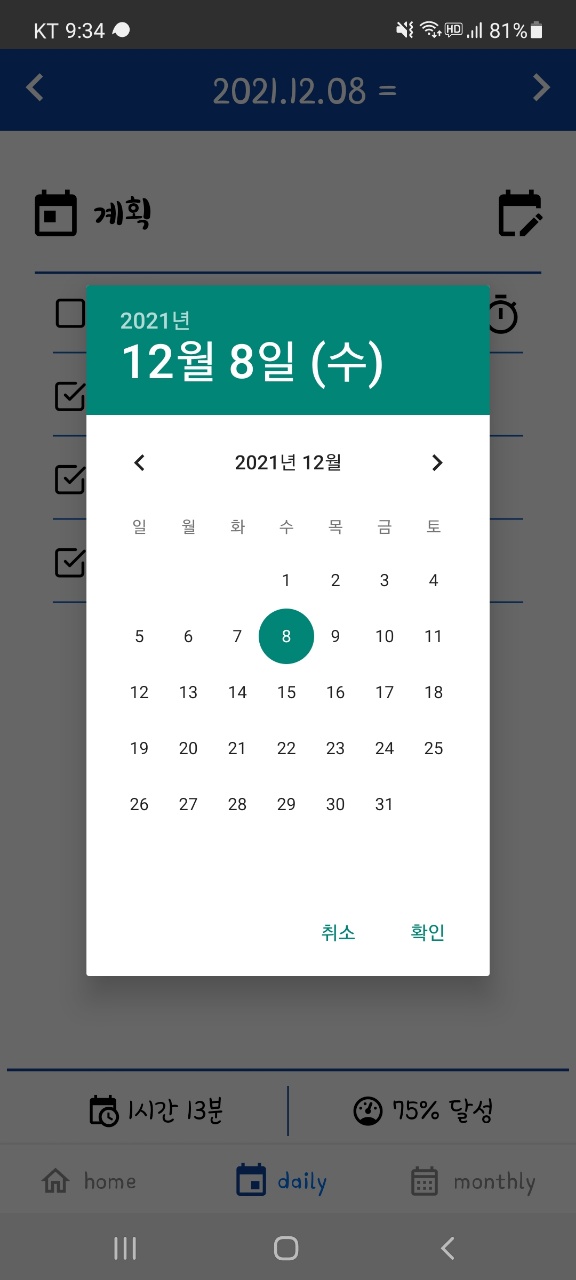 KT 9:34 HD 81%
2021.12.08 =
계획
2021년
12월 8일 (수)
2021년 12월
일 월 화 수 목 금 토
1 2 3 4
5 6 7 8 9 10 11
12 13 14 15 16 17 18
19 20 21 22 23 24 25
26 27 28 29 30 31
취소 확인
1시간 13분 75% 달성
home daily monthly